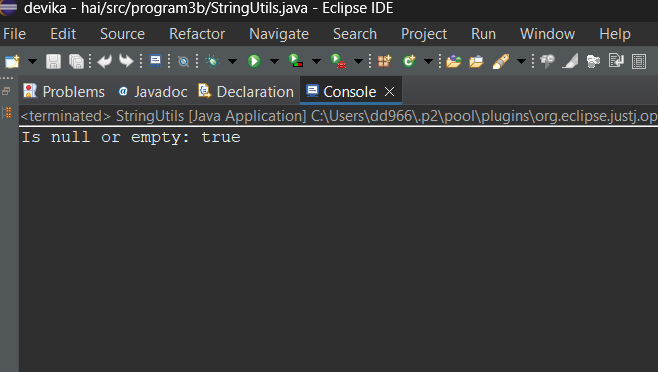 devika - hai/src/program3b/StringUtils.java - Eclipse IDE
File Edit Source Refactor Navigate Search Project Run Window Help
Problems @ Javadoc Declaration Console
<terminated> StringUtils [Java Application] C:\Users\dd966\.p2\pool\plugins\org.eclipse.justj.op
Is null or empty: true